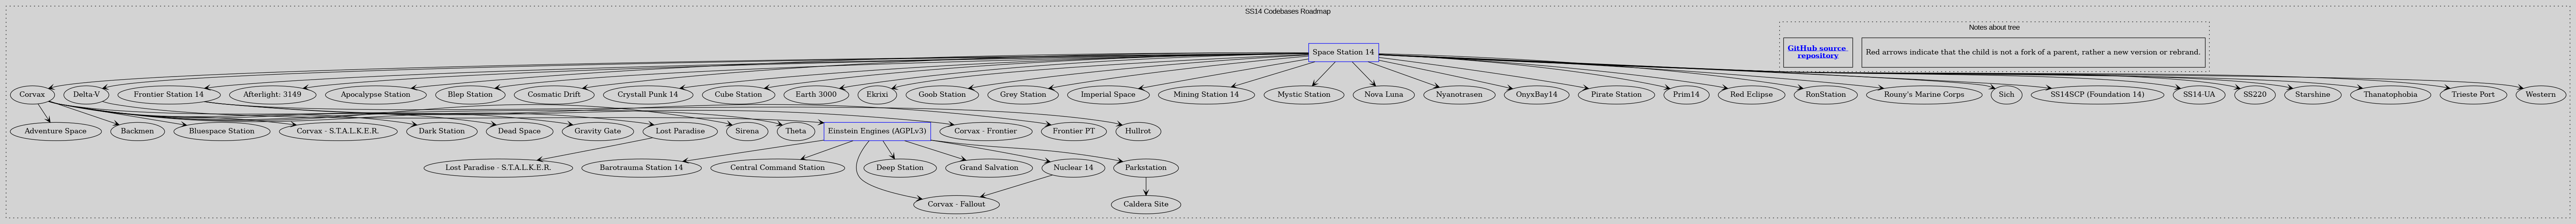 SS14 Codebases Roadmap
Notes about tree
GitHub source
repository
Red arrows indicate that the child is not a fork of a parent, rather a new version or rebrand.
Space Station 14
Corvax
Delta-V
Frontier Station 14
Afterlight: 3149
Apocalypse Station
Blep Station
Cosmatic Drift
Crystall Punk 14
Cube Station
Earth 3000
Ekrixi
Goob Station
Grey Station
Imperial Space
Mining Station 14
Mystic Station
Nova Luna
Nyanotrasen
OnyxBay14
Pirate Station
Prim14
Red Eclipse
RonStation
Rouny's Marine Corps
Sich
SS14SCP (Foundation 14)
SS14-UA
SS220
Starshine
Thanatophobia
Trieste Port
Western
Adventure Space
Backmen
Bluespace Station
Corvax - S.T.A.L.K.E.R.
Dark Station
Dead Space
Gravity Gate
Lost Paradise
Sirena
Theta
Einstein Engines (AGPLv3)
Corvax - Frontier
Frontier PT
Hullrot
Lost Paradise - S.T.A.L.K.E.R.
Barotrauma Station 14
Central Command Station
Deep Station
Grand Salvation
Nuclear 14
Parkstation
Corvax - Fallout
Caldera Site